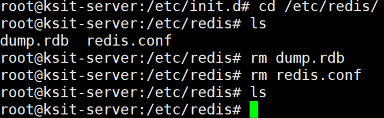 root@ksit-server:/etc/init.d# cd /etc/redis/
root@ksit-server:/etc/redis# ls
dump.rdb  redis.conf
root@ksit-server:/etc/redis# rm dump.rdb
root@ksit-server:/etc/redis# rm redis.conf
root@ksit-server:/etc/redis# ls
root@ksit-server:/etc/redis#